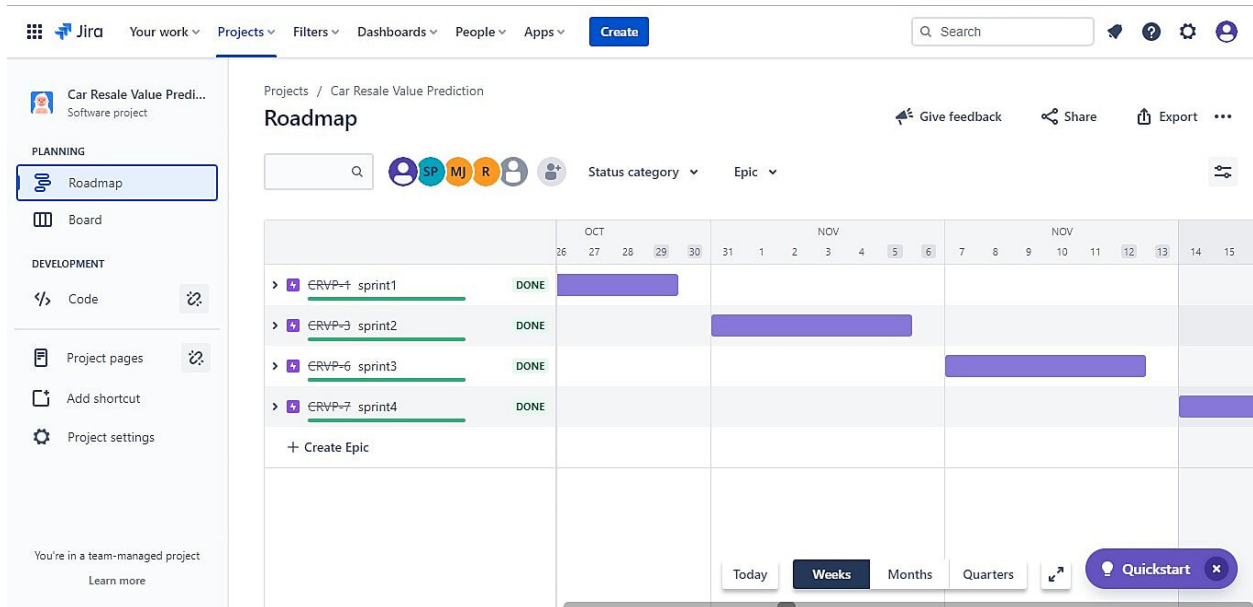 Jira Your work Projects Filters Dashboards People Apps Create Search
Car Resale Value Predi...
Software project
PLANNING
Roadmap
Board
DEVELOPMENT
Code
Project pages
Add shortcut
Project settings
You're in a team-managed project
Learn more
Projects / Car Resale Value Prediction
Roadmap
Give feedback Share Export
SP MJ R Status category Epic
OCT NOV NOV
26 27 28 29 30 31 1 2 3 4 5 6 7 8 9 10 11 12 13 14 15
CRVP-1 sprint1 DONE
CRVP-3 sprint2 DONE
CRVP-6 sprint3 DONE
CRVP-7 sprint4 DONE
+ Create Epic
Today Weeks Months Quarters Quickstart